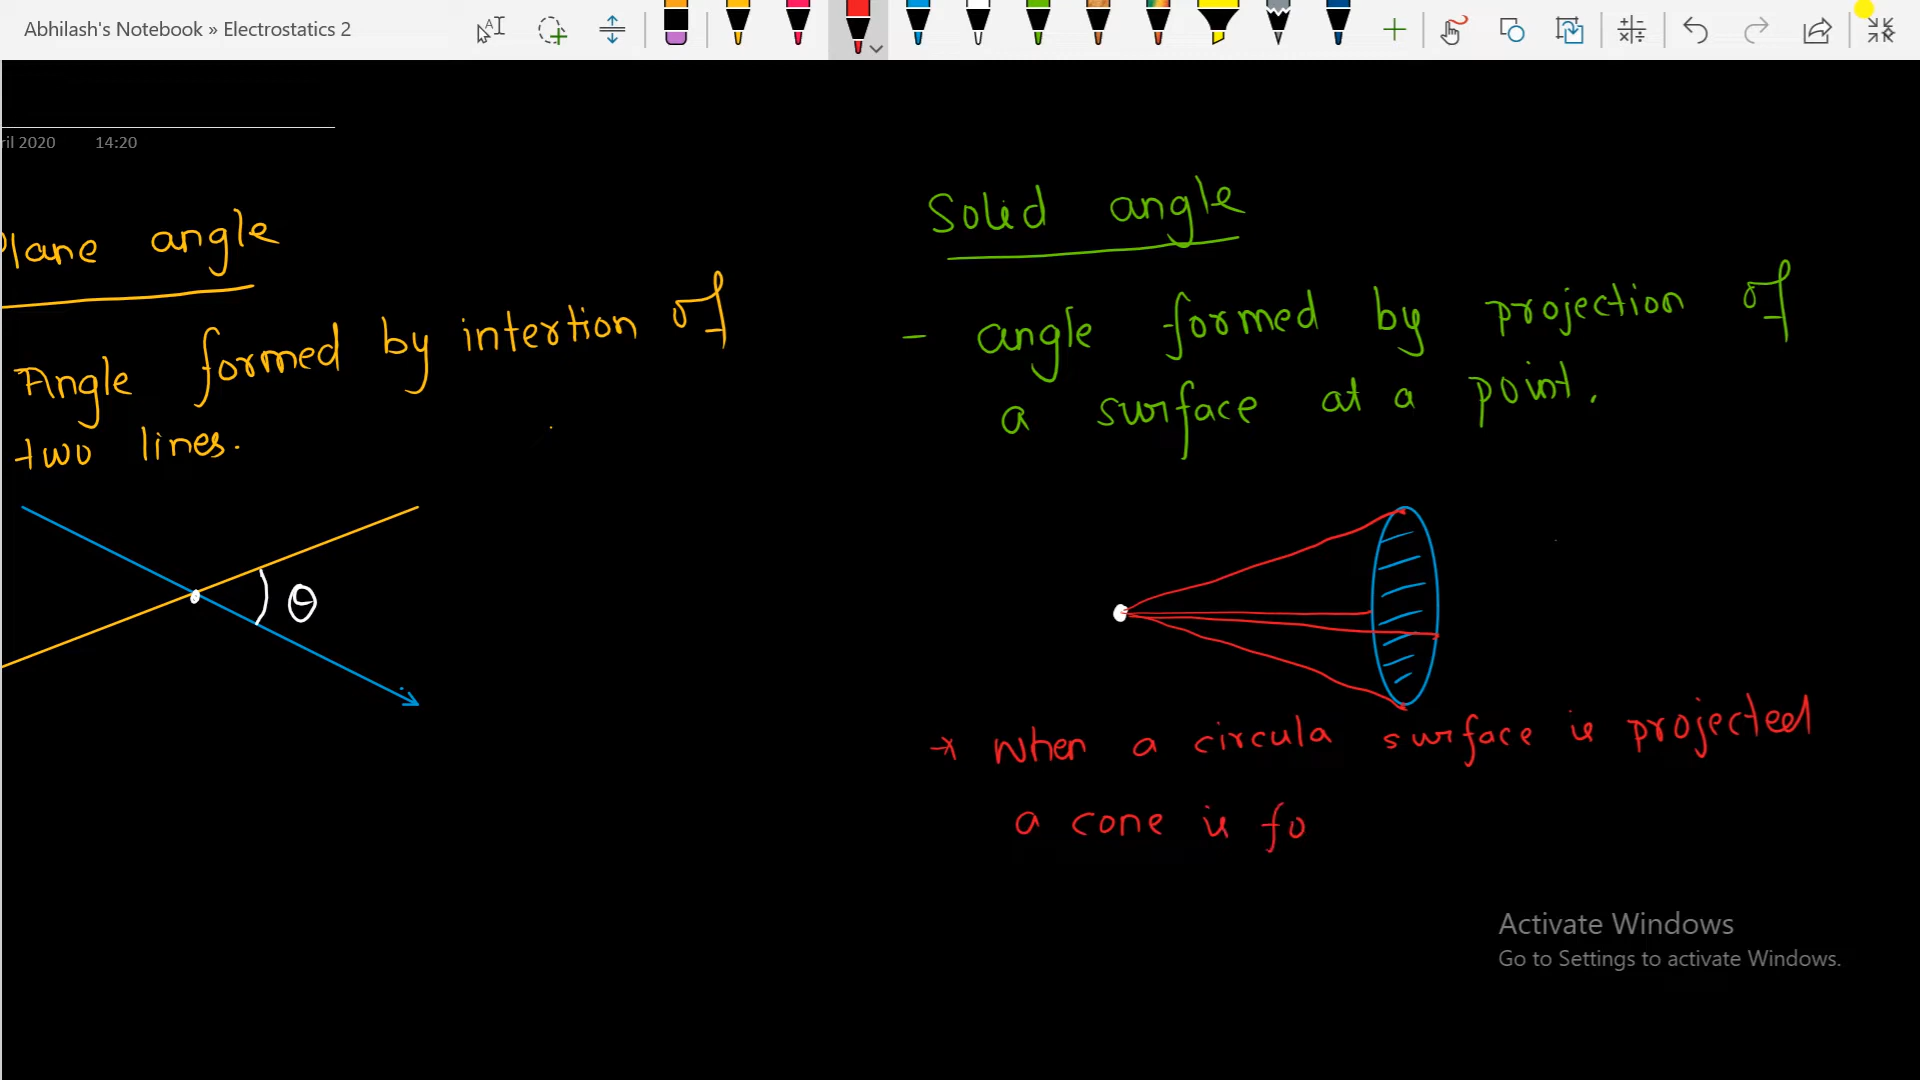 Abhilash's Notebook » Electrostatics 2
ril 2020 14:20
Plane angle
Angle formed by intertion of
two lines.
θ
Solid angle
- angle formed by projection of
a surface at a point.
* When a circula surface is projected
a cone is fo
Activate Windows
Go to Settings to activate Windows.